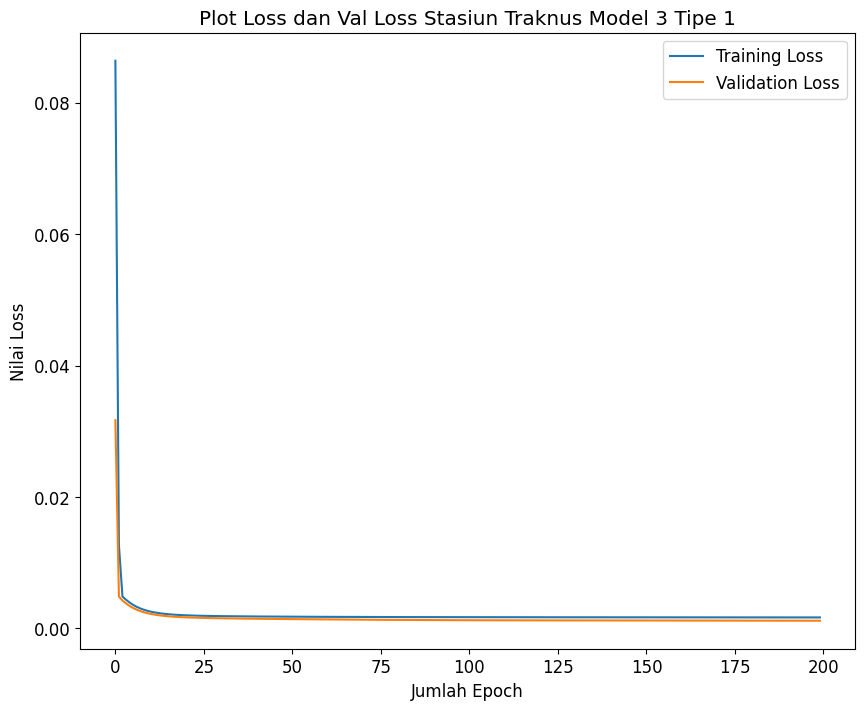 Plot Loss dan Val Loss Stasiun Traknus Model 3 Tipe 1
Training Loss
Validation Loss
Nilai Loss
0.08
0.06
0.04
0.02
0.00
0 25 50 75 100 125 150 175 200
Jumlah Epoch